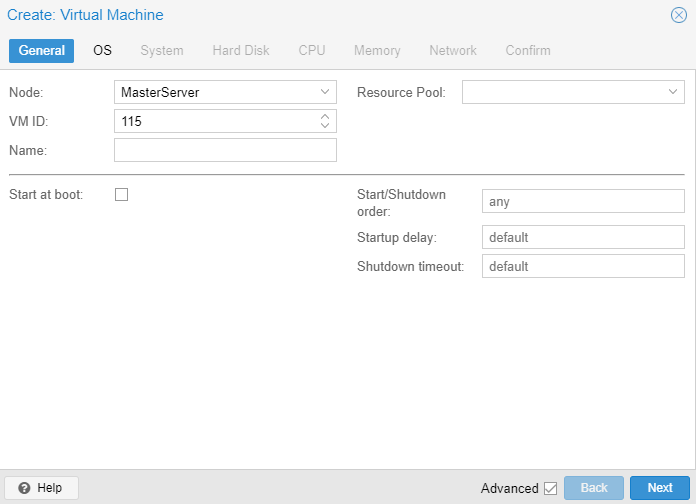 Create: Virtual Machine
General OS System Hard Disk CPU Memory Network Confirm
Node: MasterServer Resource Pool:
VM ID: 115
Name:
Start at boot: Start/Shutdown order: any
Startup delay: default
Shutdown timeout: default
Help Advanced Back Next